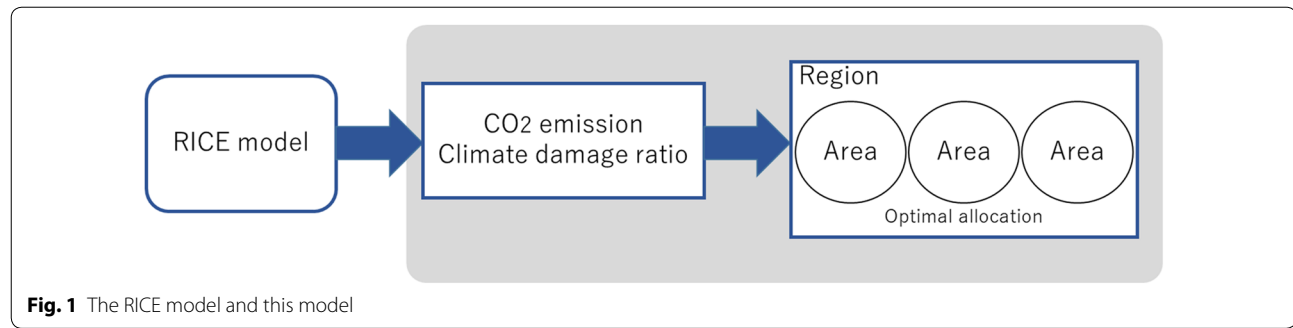 RICE model
CO2 emission
Climate damage ratio
Region
Area
Area
Area
Optimal allocation
Fig. 1 The RICE model and this model